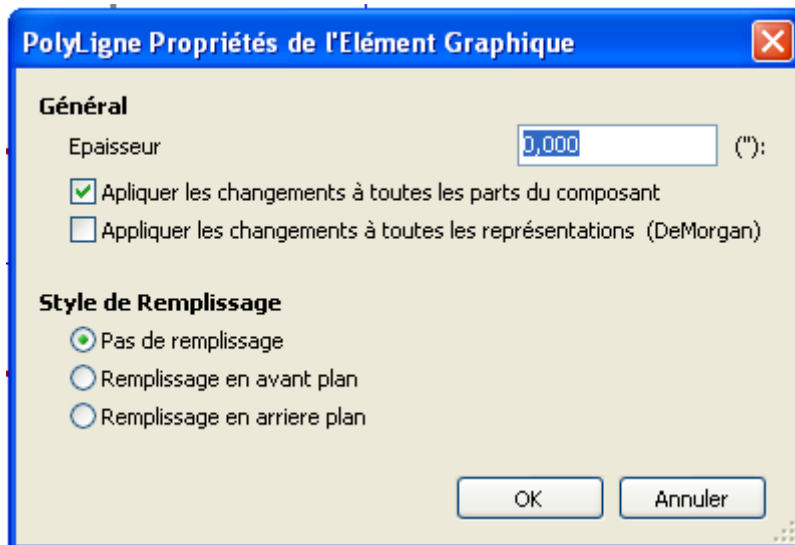 PolyLigne Propriétés de l'Elément Graphique
Général
Epaisseur 0,000 ("):
Apliquer les changements à toutes les parts du composant
Appliquer les changements à toutes les représentations (DeMorgan)
Style de Remplissage
Pas de remplissage
Remplissage en avant plan
Remplissage en arriere plan
OK Annuler